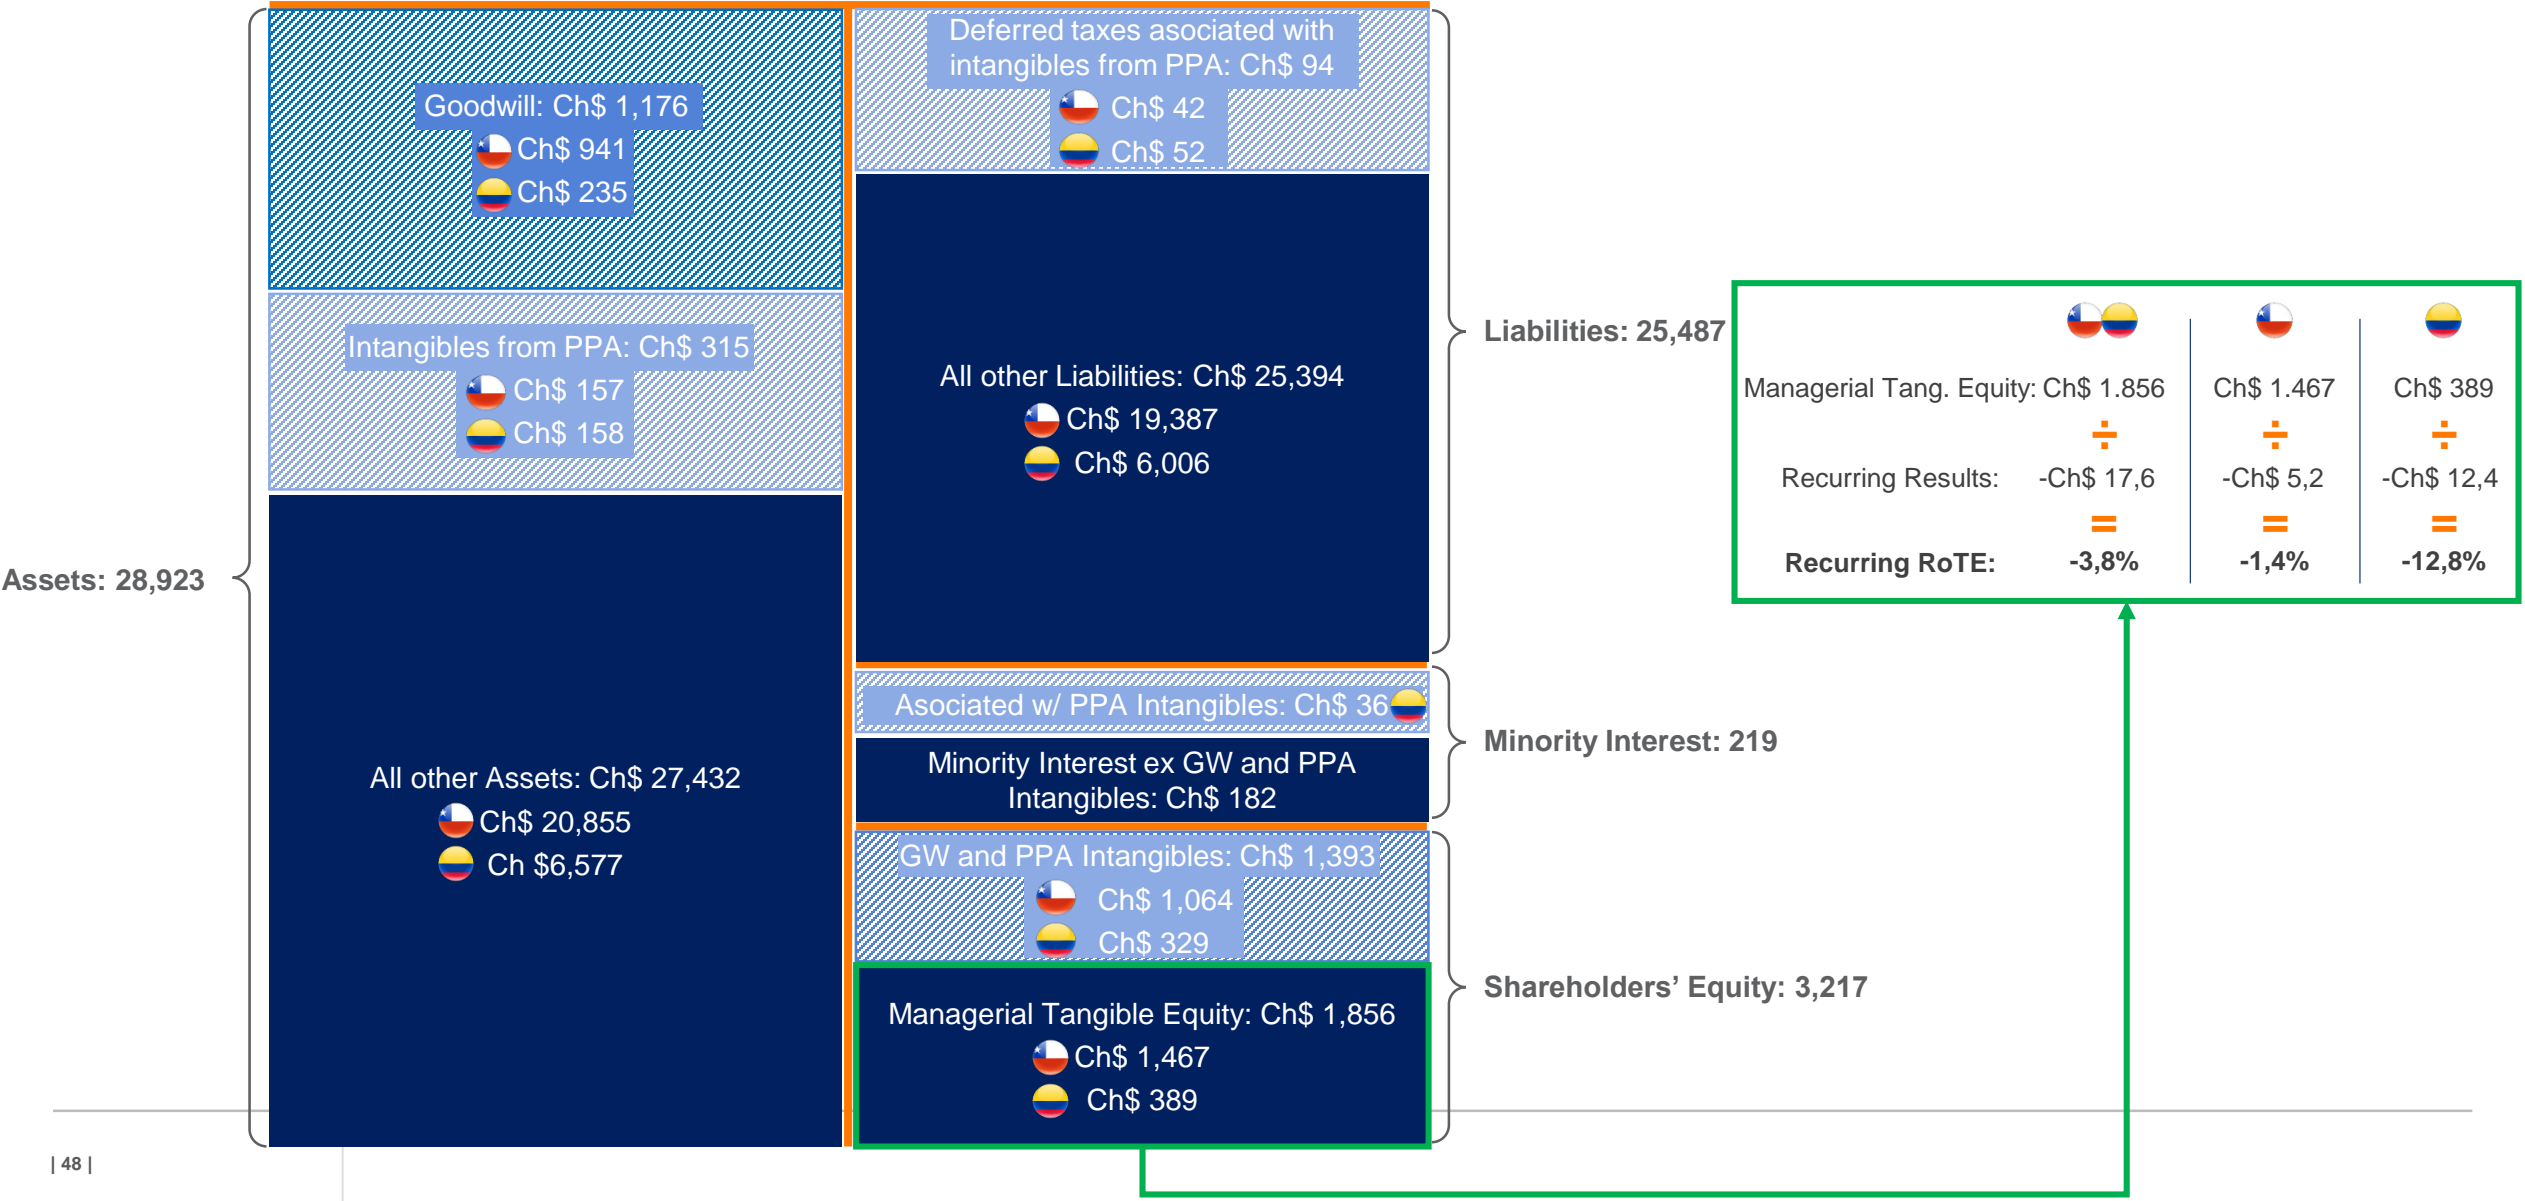 Assets: 28,923
Goodwill: Ch$ 1,176
Ch$ 941
Ch$ 235
Intangibles from PPA: Ch$ 315
Ch$ 157
Ch$ 158
All other Assets: Ch$ 27,432
Ch$ 20,855
Ch $6,577
Deferred taxes asociated with
intangibles from PPA: Ch$ 94
Ch$ 42
Ch$ 52
All other Liabilities: Ch$ 25,394
Ch$ 19,387
Ch$ 6,006
Asociated w/ PPA Intangibles: Ch$ 36
Minority Interest ex GW and PPA
Intangibles: Ch$ 182
GW and PPA Intangibles: Ch$ 1,393
Ch$ 1,064
Ch$ 329
Managerial Tangible Equity: Ch$ 1,856
Ch$ 1,467
Ch$ 389
Liabilities: 25,487
Minority Interest: 219
Shareholders’ Equity: 3,217
Managerial Tang. Equity: Ch$ 1.856 Ch$ 1.467 Ch$ 389
÷ ÷ ÷
Recurring Results: -Ch$ 17,6 -Ch$ 5,2 -Ch$ 12,4
= = =
Recurring RoTE: -3,8% -1,4% -12,8%
| 48 |